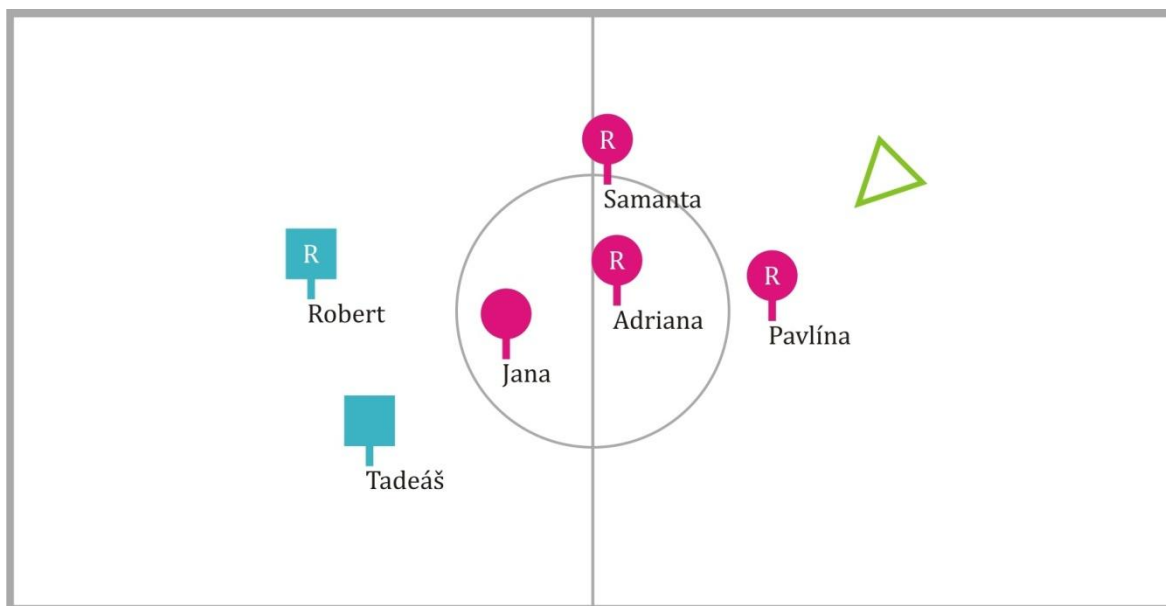 R
Samanta
R
Robert
R
Adriana
R
Pavlína
Jana
Tadeáš